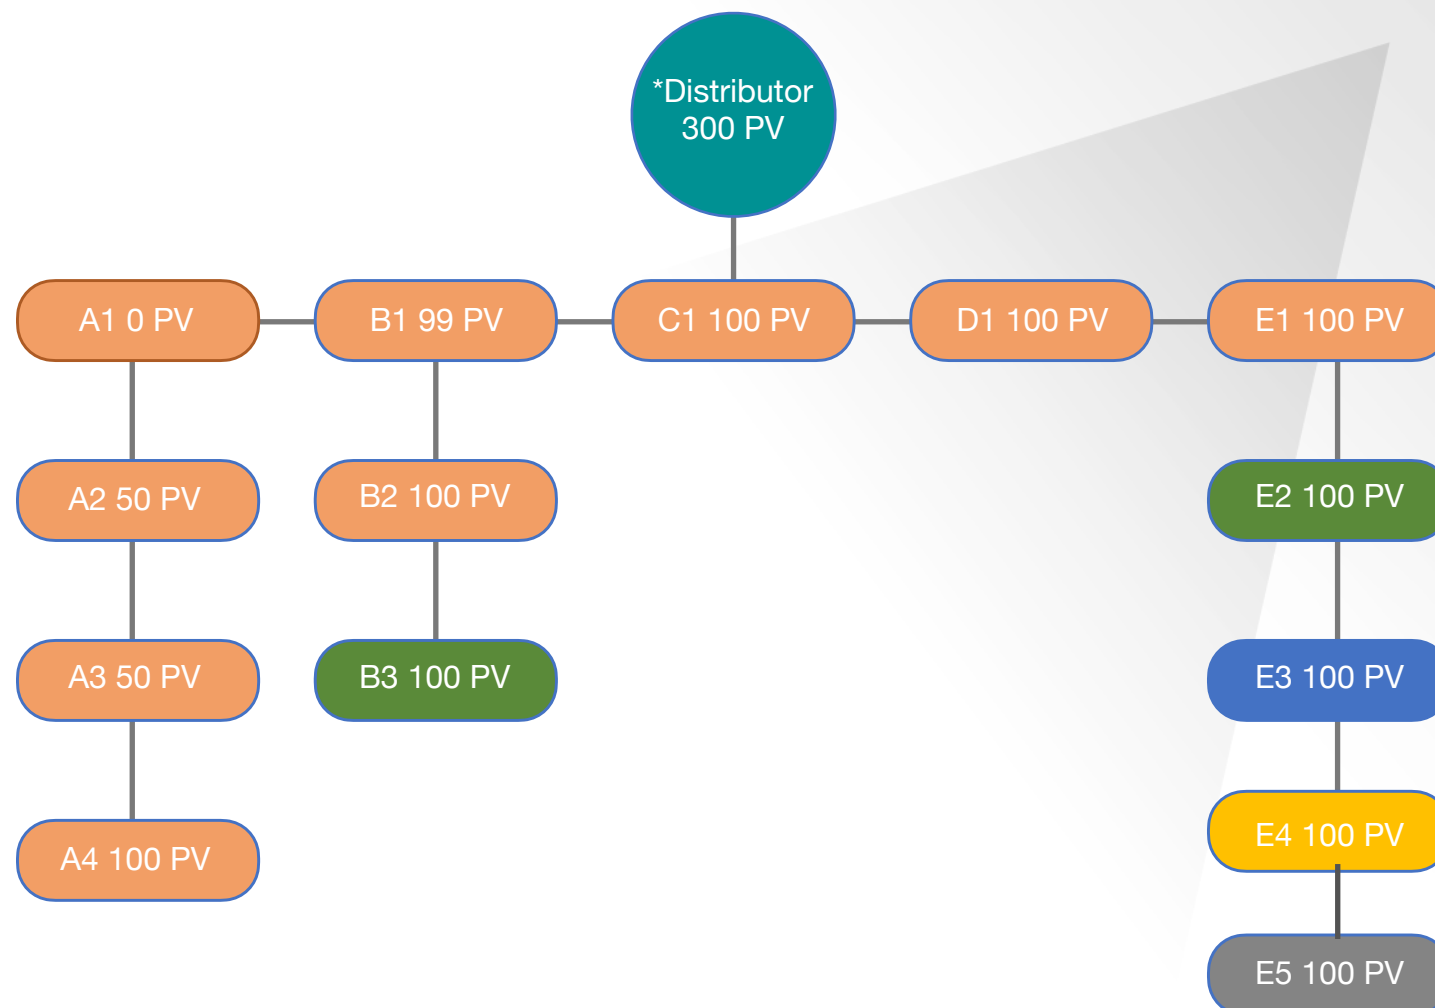 *Distributor
300 PV
A1 0 PV
B1 99 PV
C1 100 PV
D1 100 PV
E1 100 PV
A2 50 PV
B2 100 PV
E2 100 PV
A3 50 PV
B3 100 PV
E3 100 PV
E4 100 PV
A4 100 PV
E5 100 PV